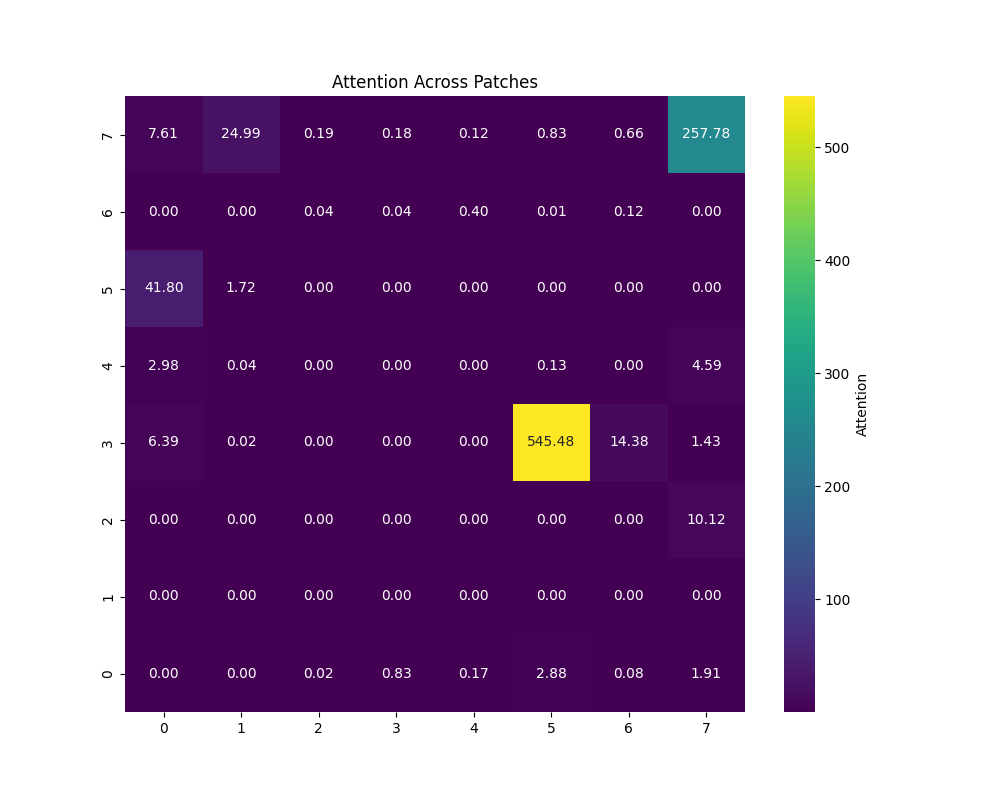 Attention Across Patches
7 7.61 24.99 0.19 0.18 0.12 0.83 0.66 257.78
6 0.00 0.00 0.04 0.04 0.40 0.01 0.12 0.00
5 41.80 1.72 0.00 0.00 0.00 0.00 0.00 0.00
4 2.98 0.04 0.00 0.00 0.00 0.13 0.00 4.59
3 6.39 0.02 0.00 0.00 0.00 545.48 14.38 1.43
2 0.00 0.00 0.00 0.00 0.00 0.00 0.00 10.12
1 0.00 0.00 0.00 0.00 0.00 0.00 0.00 0.00
0 0.00 0.00 0.02 0.83 0.17 2.88 0.08 1.91
0 1 2 3 4 5 6 7
500
400
300
200
100
Attention